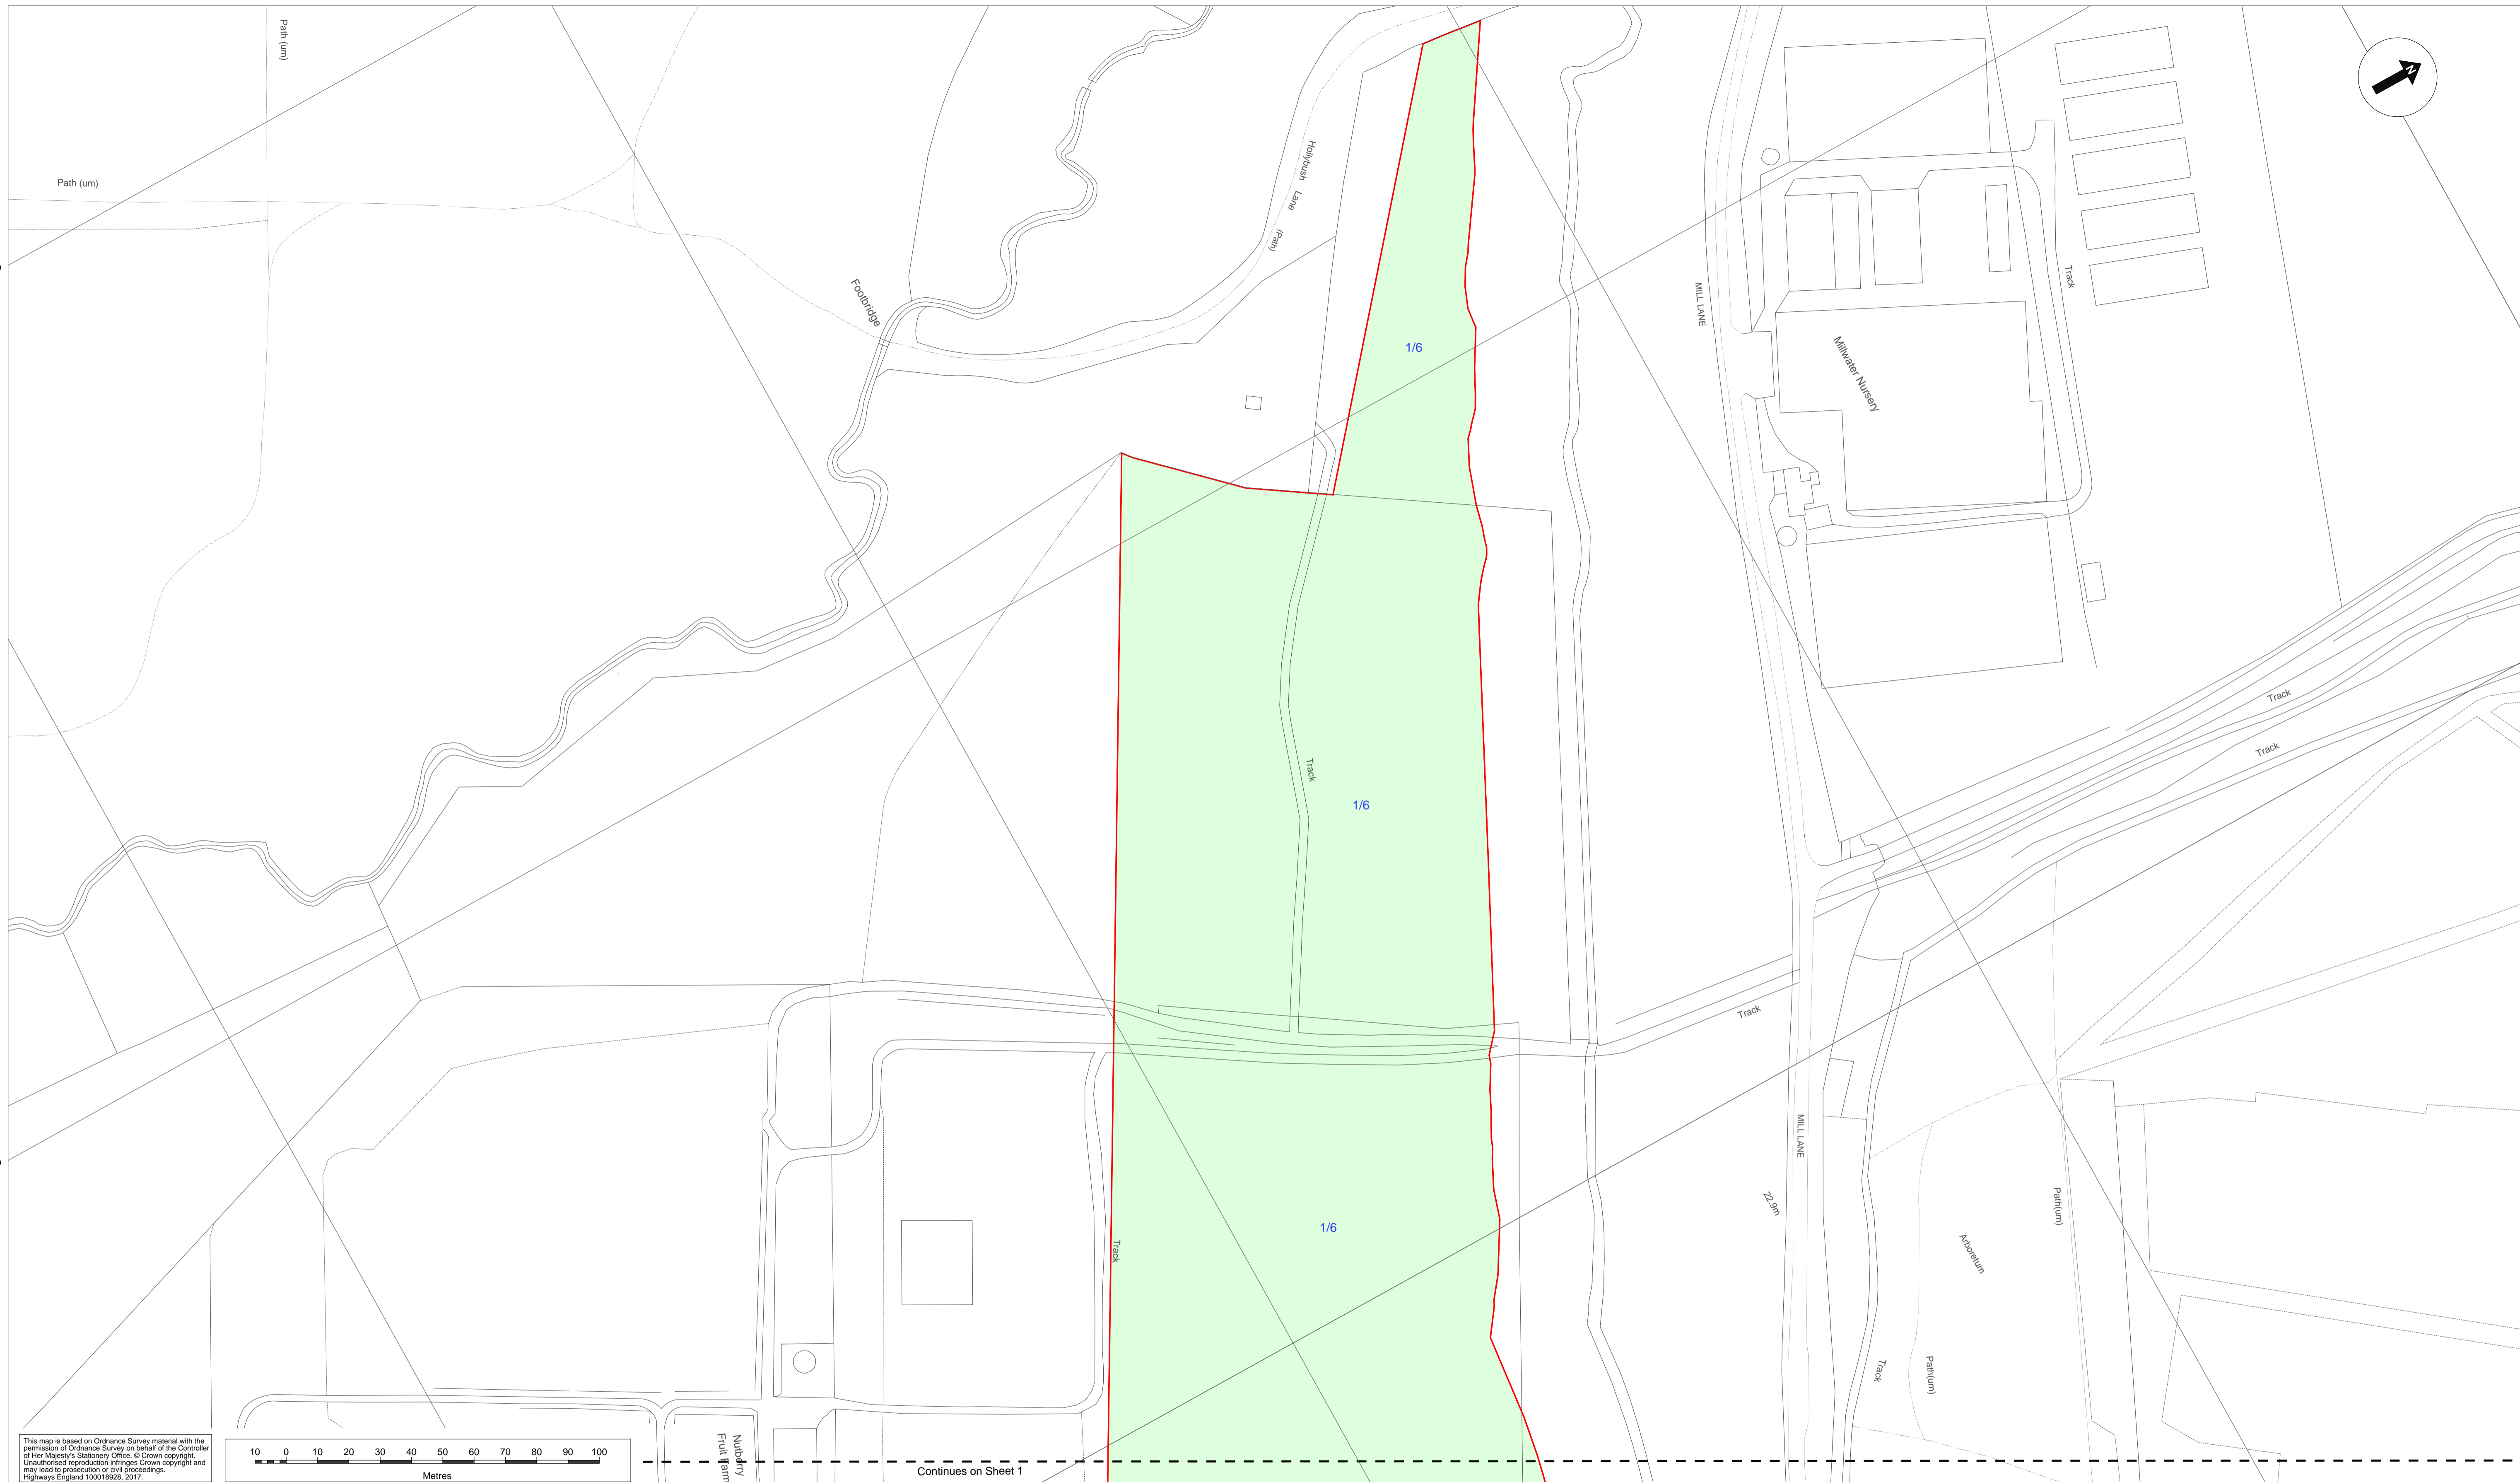 Path (um)
N
Path (um)
Hollybush Lane (Path)
Footbridge
MILL LANE
Track
Millwater Nursery
1/6
Track
Track
Track
1/6
Track
MILL LANE
22.9m
Path(um)
Arboretum
1/6
Track
Track
Path(um)
Nutberry
Fruit Farm
This map is based on Ordnance Survey material with the
permission of Ordnance Survey on behalf of the Controller
of Her Majesty's Stationery Office. © Crown copyright.
Unauthorised reproduction infringes Crown copyright and
may lead to prosecution or civil proceedings.
Highways England 100018928, 2017.
10 0 10 20 30 40 50 60 70 80 90 100
Metres
Continues on Sheet 1